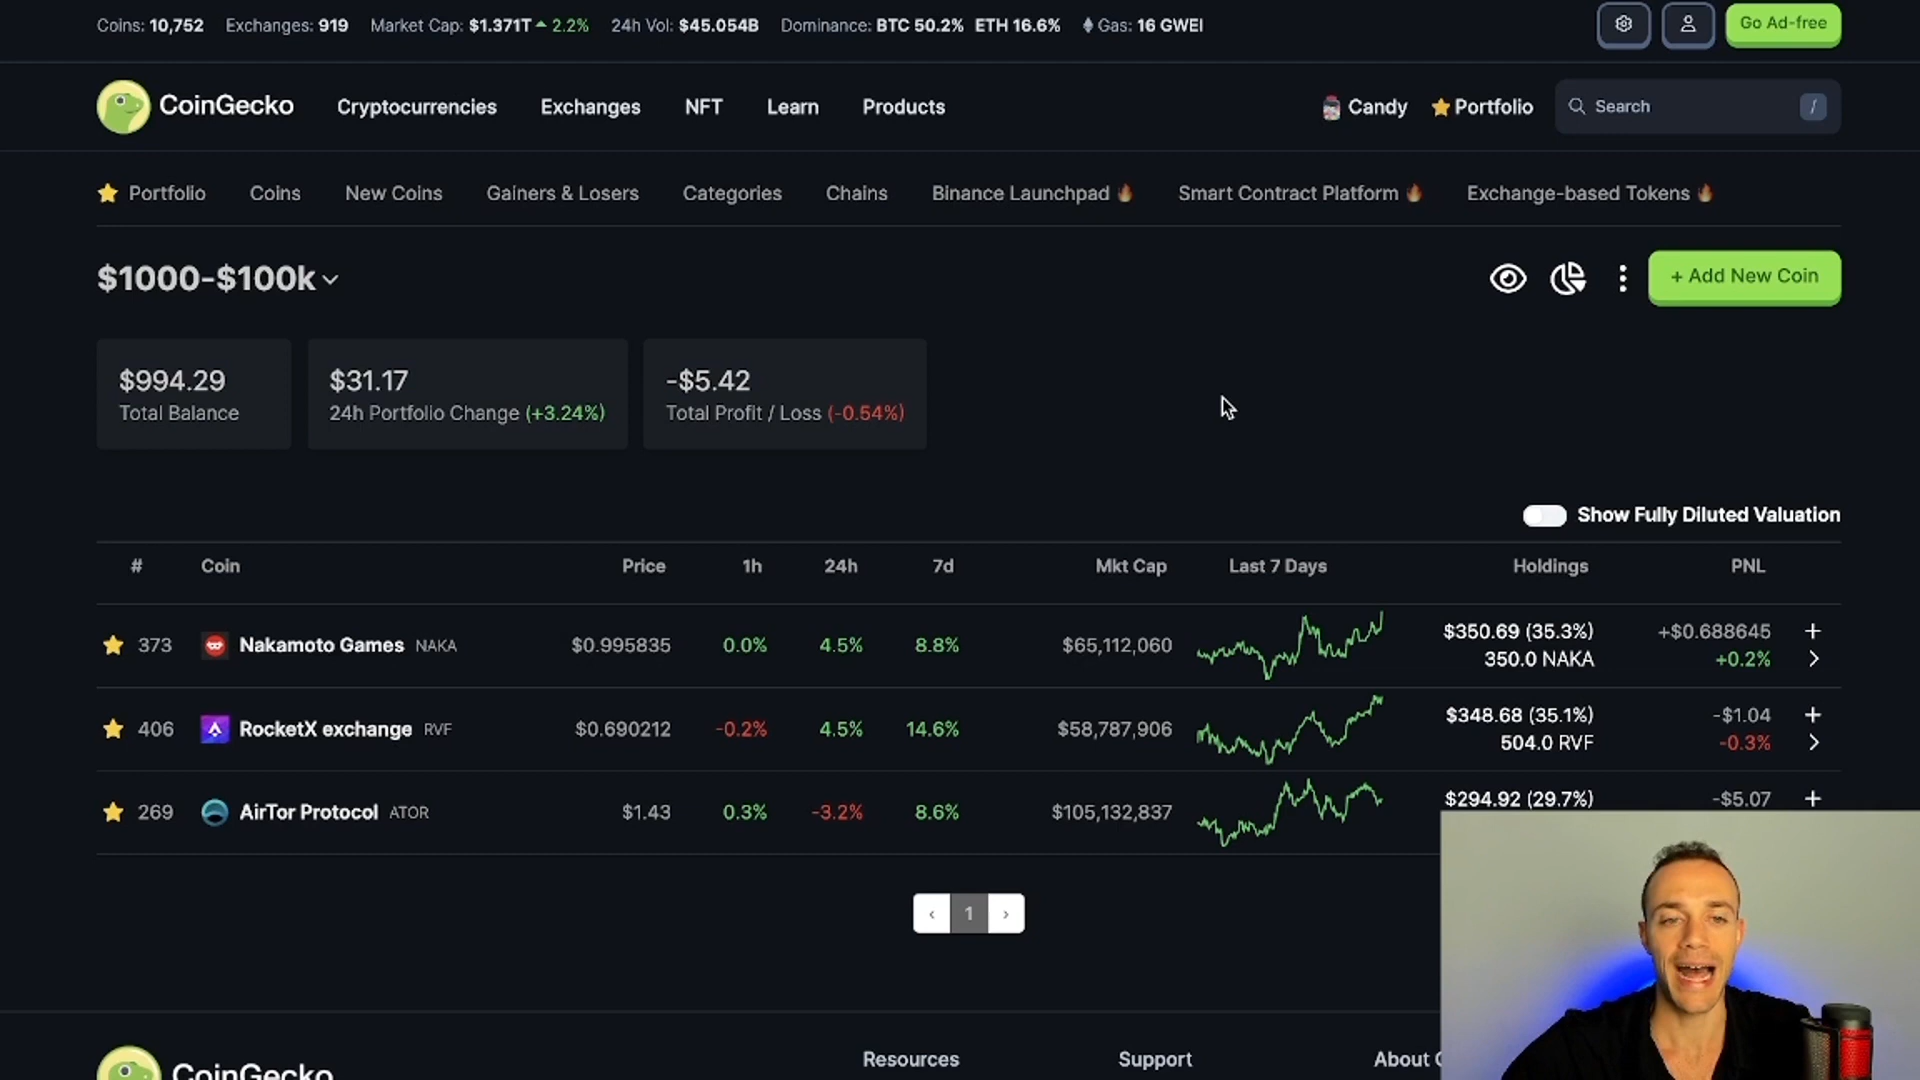 Coins: 10,752 Exchanges: 919 Market Cap: $1.371T 2.2% 24h Vol: $45.054B Dominance: BTC 50.2% ETH 16.6% Gas: 16 GWEI Go Ad-free
CoinGecko Cryptocurrencies Exchanges NFT Learn Products Candy Portfolio Search /
Portfolio Coins New Coins Gainers & Losers Categories Chains Binance Launchpad Smart Contract Platform Exchange-based Tokens
$1000-$100k + Add New Coin
$994.29 $31.17 -$5.42
Total Balance 24h Portfolio Change (+3.24%) Total Profit / Loss (-0.54%)
Show Fully Diluted Valuation
# Coin Price 1h 24h 7d Mkt Cap Last 7 Days Holdings PNL
373 Nakamoto Games NAKA $0.995835 0.0% 4.5% 8.8% $65,112,060 $350.69 (35.3%) +$0.688645 +
350.0 NAKA +0.2%
406 RocketX exchange RVF $0.690212 -0.2% 4.5% 14.6% $58,787,906 $348.68 (35.1%) -$1.04 +
504.0 RVF -0.3%
269 AirTor Protocol ATOR $1.43 0.3% -3.2% 8.6% $105,132,837 $294.92 (29.7%) -$5.07 +
‹ 1 ›
CoinGecko Resources Support About